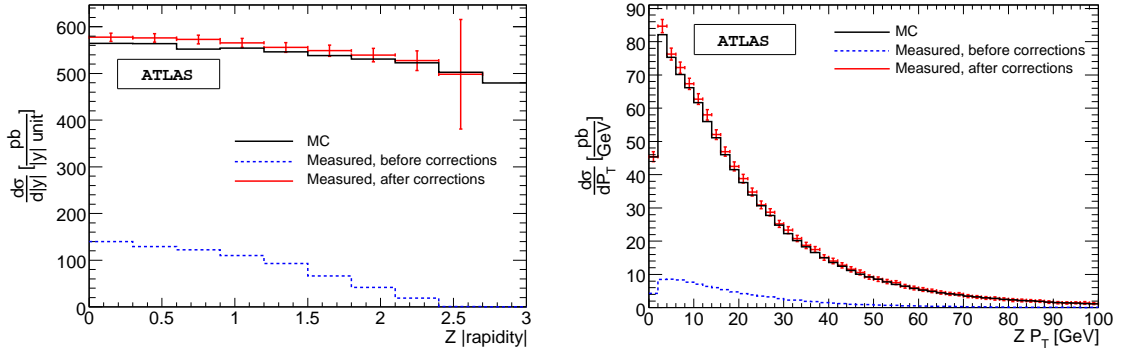 dσ/d|y| [pb/|y| unit]
600
500
400
300
200
100
0
ATLAS
MC
Measured, before corrections
Measured, after corrections
0 0.5 1 1.5 2 2.5 3
Z |rapidity|
dσ/dP_T [pb/GeV]
90
80
70
60
50
40
30
20
10
0
ATLAS
MC
Measured, before corrections
Measured, after corrections
0 10 20 30 40 50 60 70 80 90 100
Z P_T [GeV]